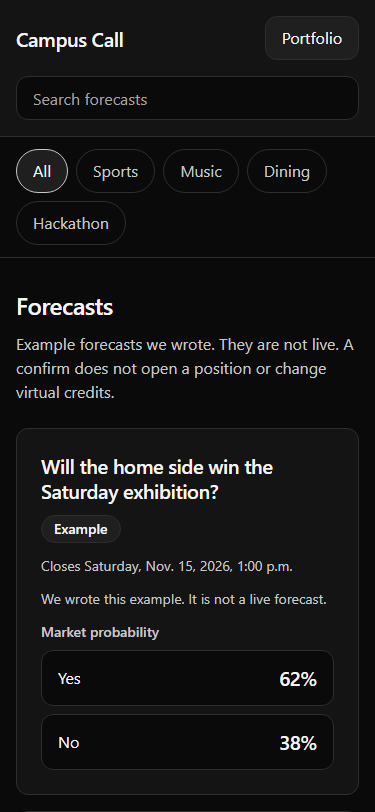 Campus Call
Portfolio
Search forecasts
All
Sports
Music
Dining
Hackathon
Forecasts
Example forecasts we wrote. They are not live. A
confirm does not open a position or change
virtual credits.
Will the home side win the
Saturday exhibition?
Example
Closes Saturday, Nov. 15, 2026, 1:00 p.m.
We wrote this example. It is not a live forecast.
Market probability
Yes 62%
No 38%